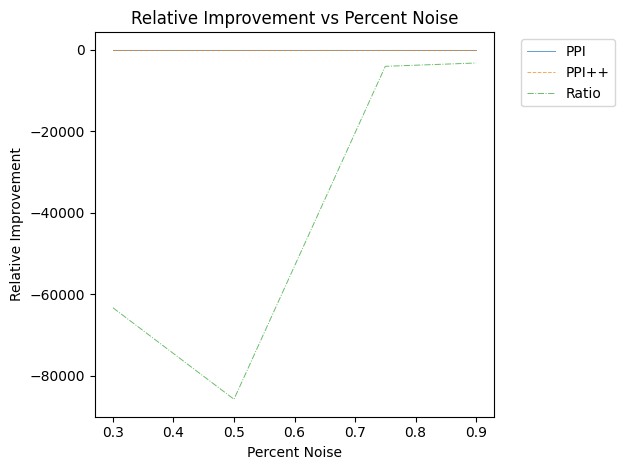 Relative Improvement vs Percent Noise
PPI
PPI++
Ratio
0
−20000
−40000
−60000
−80000
Relative Improvement
0.3 0.4 0.5 0.6 0.7 0.8 0.9
Percent Noise